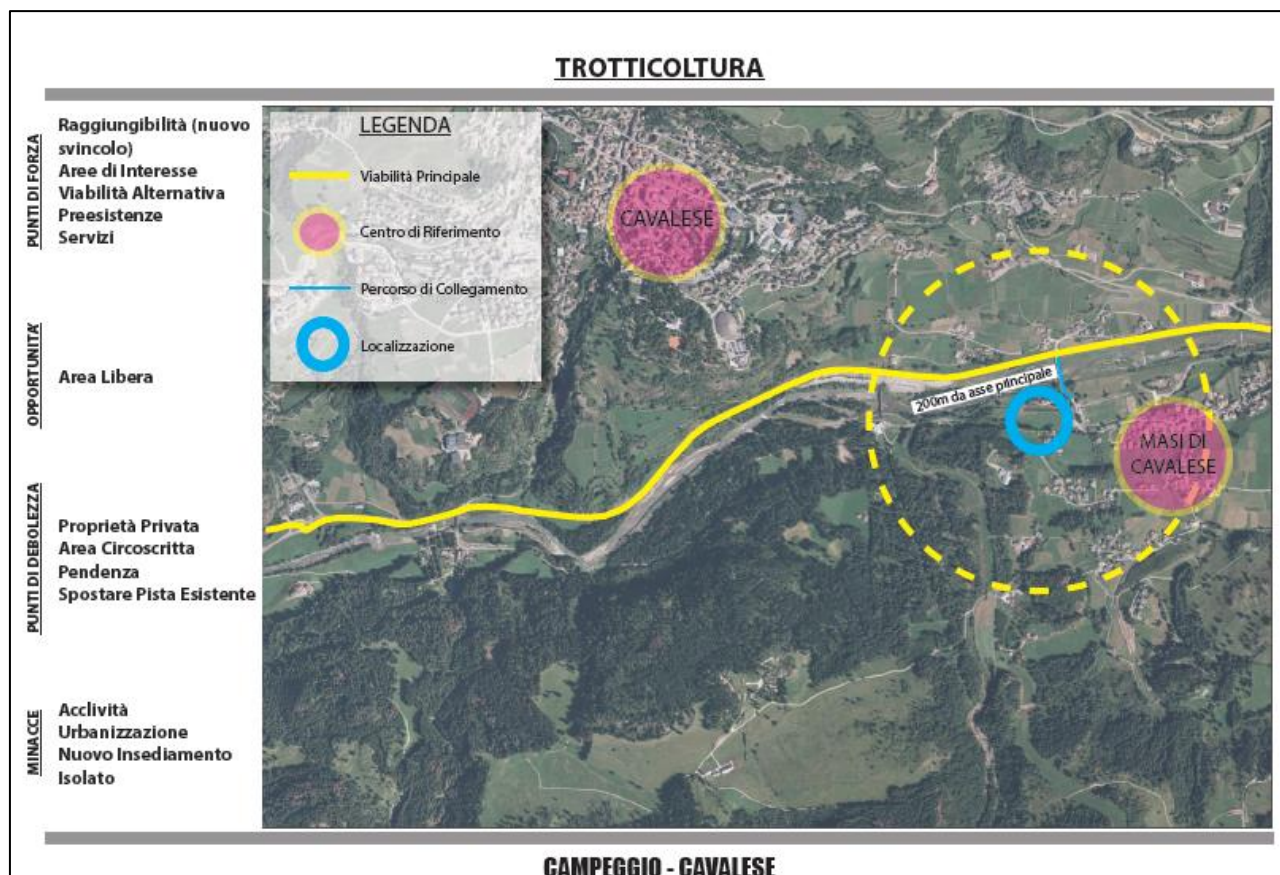 TROTTICOLTURA
PUNTI DI FORZA
Raggiungibilità (nuovo
svincolo)
Aree di Interesse
Viabilità Alternativa
Preesistenze
Servizi
OPPORTUNITA'
Area Libera
PUNTI DI DEBOLEZZA
Proprietà Privata
Area Circoscritta
Pendenza
Spostare Pista Esistente
MINACCE
Acclività
Urbanizzazione
Nuovo Insediamento
Isolato
LEGENDA
Viabilità Principale
Centro di Riferimento
Percorso di Collegamento
Localizzazione
CAVALESE
200m da asse principale
MASI DI
CAVALESE
CAMPEGGIO - CAVALESE